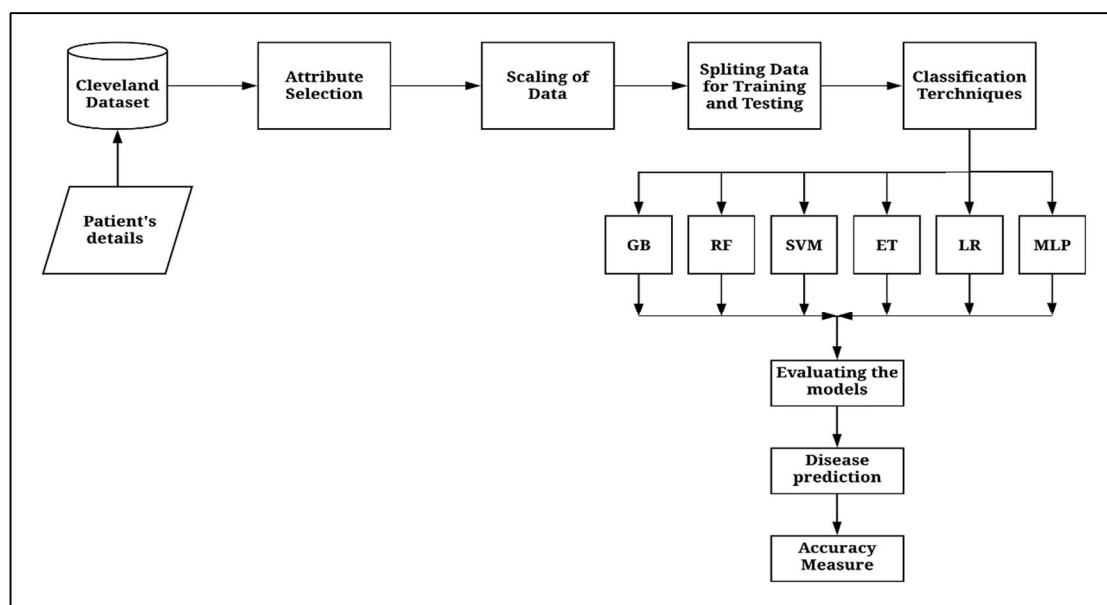 Cleveland
Dataset
Attribute
Selection
Scaling of
Data
Spliting Data
for Training
and Testing
Classification
Terchniques
Patient's
details
GB
RF
SVM
ET
LR
MLP
Evaluating the
models
Disease
prediction
Accuracy
Measure